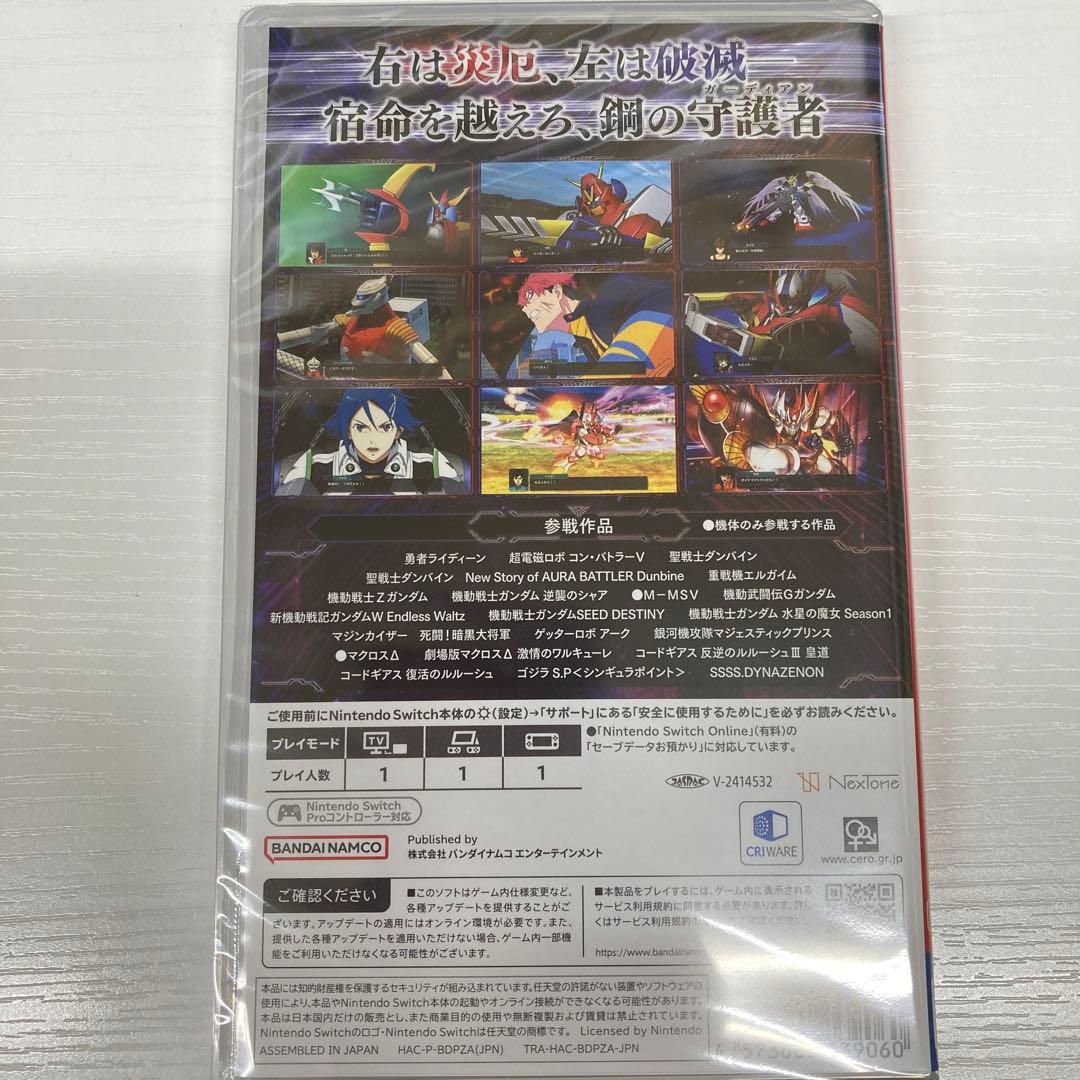 右は災厄、左は破滅―
ガーディアン
宿命を越えろ、鋼の守護者
参戦作品
●機体のみ参戦する作品
勇者ライディーン 超電磁ロボ コン・バトラーV 聖戦士ダンバイン
聖戦士ダンバイン New Story of AURA BATTLER Dunbine 重戦機エルガイム
機動戦士Ζガンダム 機動戦士ガンダム 逆襲のシャア ●M-MSV 機動武闘伝Gガンダム
新機動戦記ガンダムW Endless Waltz 機動戦士ガンダムSEED DESTINY 機動戦士ガンダム 水星の魔女 Season1
マジンカイザー 死闘!暗黒大将軍 ゲッターロボ アーク 銀河機攻隊マジェスティックプリンス
●マクロスΔ 劇場版マクロスΔ 激情のワルキューレ コードギアス 反逆のルルーシュⅢ 皇道
コードギアス 復活のルルーシュ ゴジラ S.P<シンギュラポイント> SSSS.DYNAZENON
ご使用前にNintendo Switch本体の(設定)→「サポート」にある「安全に使用するために」を必ずお読みください。
プレイモード TV
プレイ人数 1 1 1
●「Nintendo Switch Online」(有料)の
「セーブデータお預かり」に対応しています。
JASRAC V-2414532 NexTone
Nintendo Switch
Proコントローラー対応
BANDAI NAMCO
Published by
株式会社バンダイナムコ エンターテインメント
CRIWARE
www.cero.gr.jp
ご確認ください
■このソフトはゲーム内仕様変更など、
各種アップデートを提供することがご
ざいます。アップデートの適用にはオンライン環境が必要です。また、
提供した各種アップデートを適用いただけない場合、ゲーム内一部機
能をご利用いただけなくなる可能性がございます。
■本製品をプレイするには、ゲーム内に表示される
サービス利用規約に同意する必要があります。詳し
くはサービス利用規約の
https://www.bandainam
本品には知的財産権を保護するセキュリティが組み込まれています。任天堂の許諾がない装置やソフトウェアの
使用により、本品やNintendo Switch本体の起動やオンライン接続ができなくなる可能性があります。
本品は日本国内だけの販売とし、また商業目的の使用や無断複製および賃貸は禁止されています。
Nintendo Switchのロゴ・Nintendo Switchは任天堂の商標です。 Licensed by Nintendo
ASSEMBLED IN JAPAN HAC-P-BDPZA(JPN) TRA-HAC-BDPZA-JPN
9060